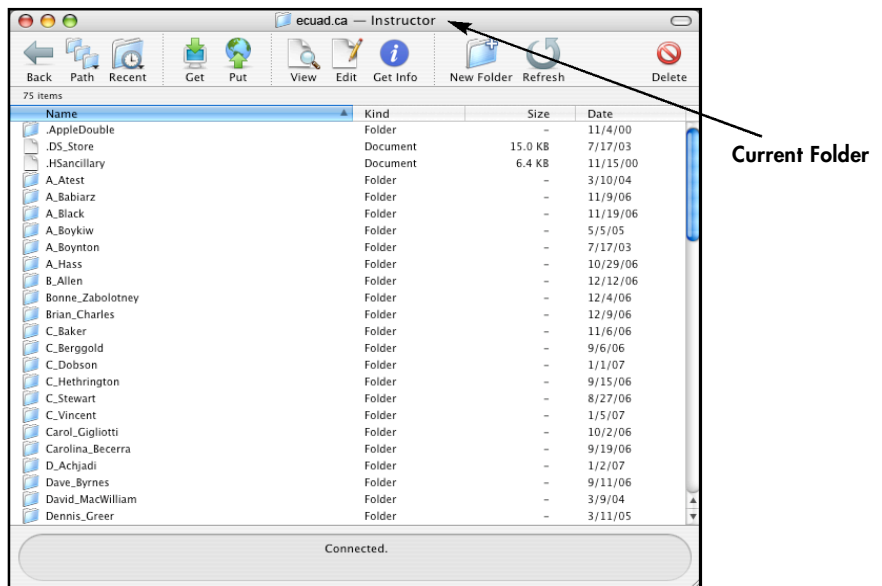 ecuad.ca — Instructor
Back Path Recent Get Put View Edit Get Info New Folder Refresh Delete
75 items
Name Kind Size Date
.AppleDouble Folder – 11/4/00
.DS_Store Document 15.0 KB 7/17/03
.HSancillary Document 6.4 KB 11/15/00
A_Atest Folder – 3/10/04
A_Babiarz Folder – 11/9/06
A_Black Folder – 11/19/06
A_Boykiw Folder – 5/5/05
A_Boynton Folder – 7/17/03
A_Hass Folder – 10/29/06
B_Allen Folder – 12/12/06
Bonne_Zabolotney Folder – 12/4/06
Brian_Charles Folder – 12/9/06
C_Baker Folder – 11/6/06
C_Berggold Folder – 9/6/06
C_Dobson Folder – 1/1/07
C_Hethrington Folder – 9/15/06
C_Stewart Folder – 8/27/06
C_Vincent Folder – 1/5/07
Carol_Gigliotti Folder – 10/2/06
Carolina_Becerra Folder – 9/19/06
D_Achjadi Folder – 1/2/07
Dave_Byrnes Folder – 9/11/06
David_MacWilliam Folder – 3/9/04
Dennis_Greer Folder – 3/11/05
Connected.
Current Folder